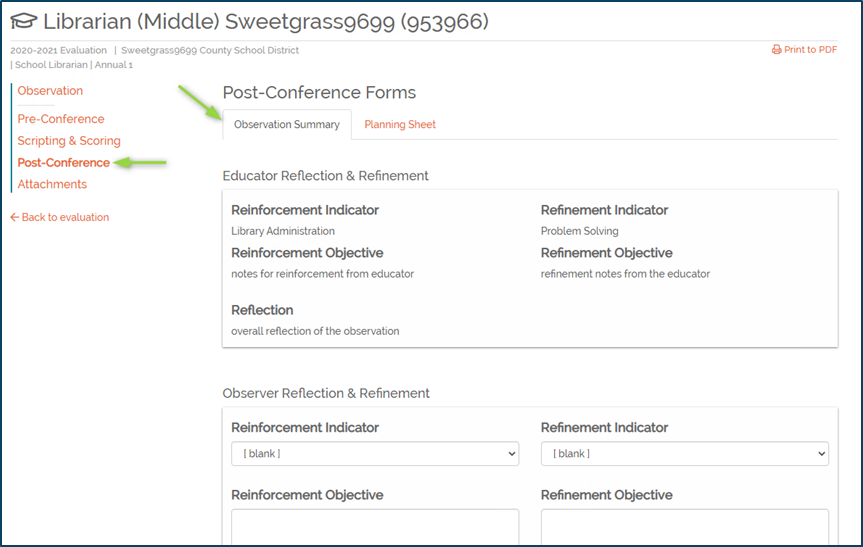 Librarian (Middle) Sweetgrass9699 (953966)
2020-2021 Evaluation | Sweetgrass9699 County School District
| School Librarian | Annual 1
Print to PDF
Observation
Pre-Conference
Scripting & Scoring
Post-Conference
Attachments
Back to evaluation
Post-Conference Forms
Observation Summary
Planning Sheet
Educator Reflection & Refinement
Reinforcement Indicator
Library Administration
Reinforcement Objective
notes for reinforcement from educator
Refinement Indicator
Problem Solving
Refinement Objective
refinement notes from the educator
Reflection
overall reflection of the observation
Observer Reflection & Refinement
Reinforcement Indicator
[ blank ]
Refinement Indicator
[ blank ]
Reinforcement Objective
Refinement Objective